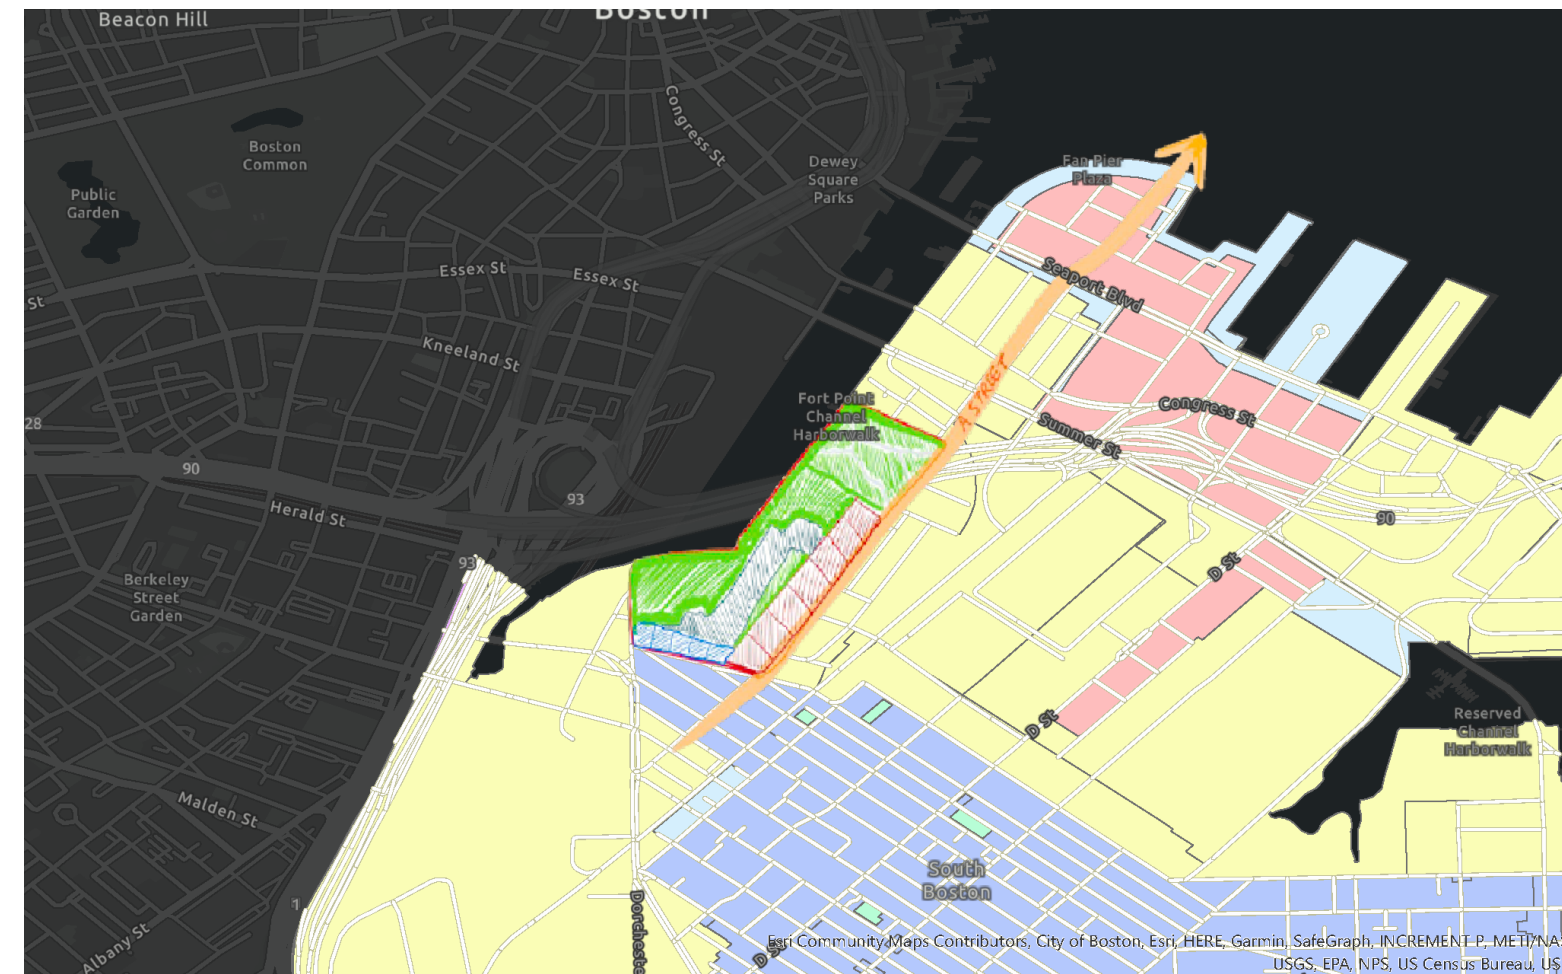 Boston
Beacon Hill
Congress St
Boston
Common
Dewey
Square
Parks
Fan Pier
Plaza
Public
Garden
Essex St
Essex St
Seaport Blvd
St
Kneeland St
A STREET
Fort Point
Channel
Harborwalk
Congress St
Summer St
28
90
93
Herald St
90
93
D St
Berkeley
Street
Garden
D St
Reserved
Channel
Harborwalk
Malden St
South
Boston
1
Albany St
Dorcheste
D St
Esri Community Maps Contributors, City of Boston, Esri, HERE, Garmin, SafeGraph, INCREMENT P, METI/NA
USGS, EPA, NPS, US Census Bureau, US